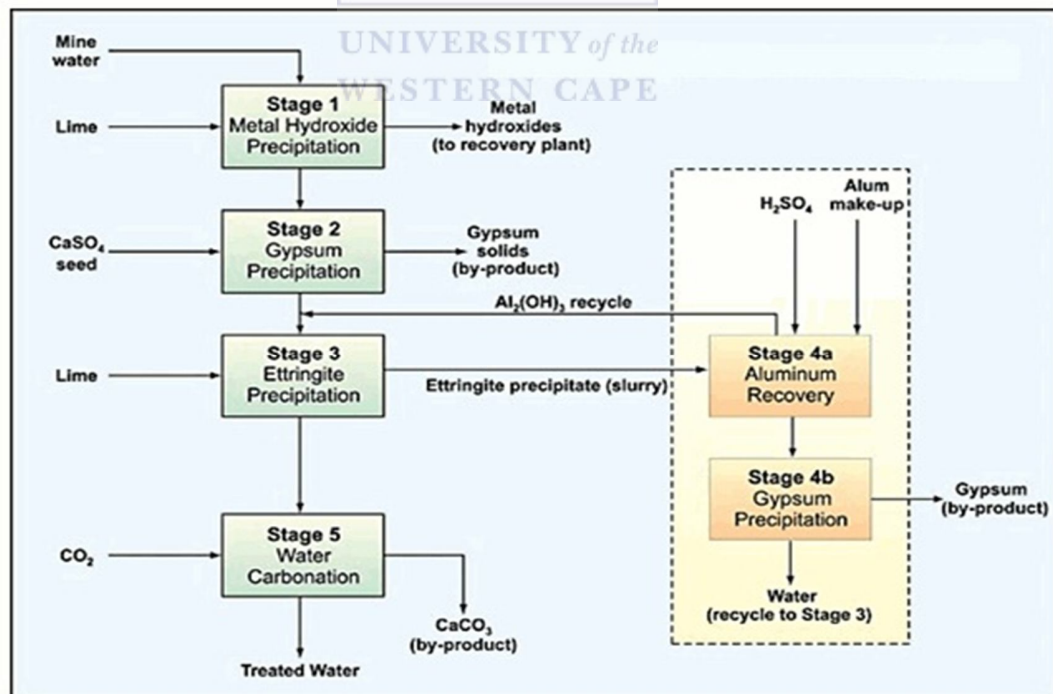 UNIVERSITY of the
WESTERN CAPE
Mine
water
Stage 1
Metal Hydroxide
Precipitation
Lime
Metal
hydroxides
(to recovery plant)
Stage 2
Gypsum
Precipitation
CaSO₄
seed
Gypsum
solids
(by-product)
H₂SO₄
Alum
make-up
Al₂(OH)₃ recycle
Stage 3
Ettringite
Precipitation
Lime
Ettringite precipitate (slurry)
Stage 4a
Aluminum
Recovery
Stage 4b
Gypsum
Precipitation
Gypsum
(by-product)
Water
(recycle to Stage 3)
Stage 5
Water
Carbonation
CO₂
CaCO₃
(by-product)
Treated Water